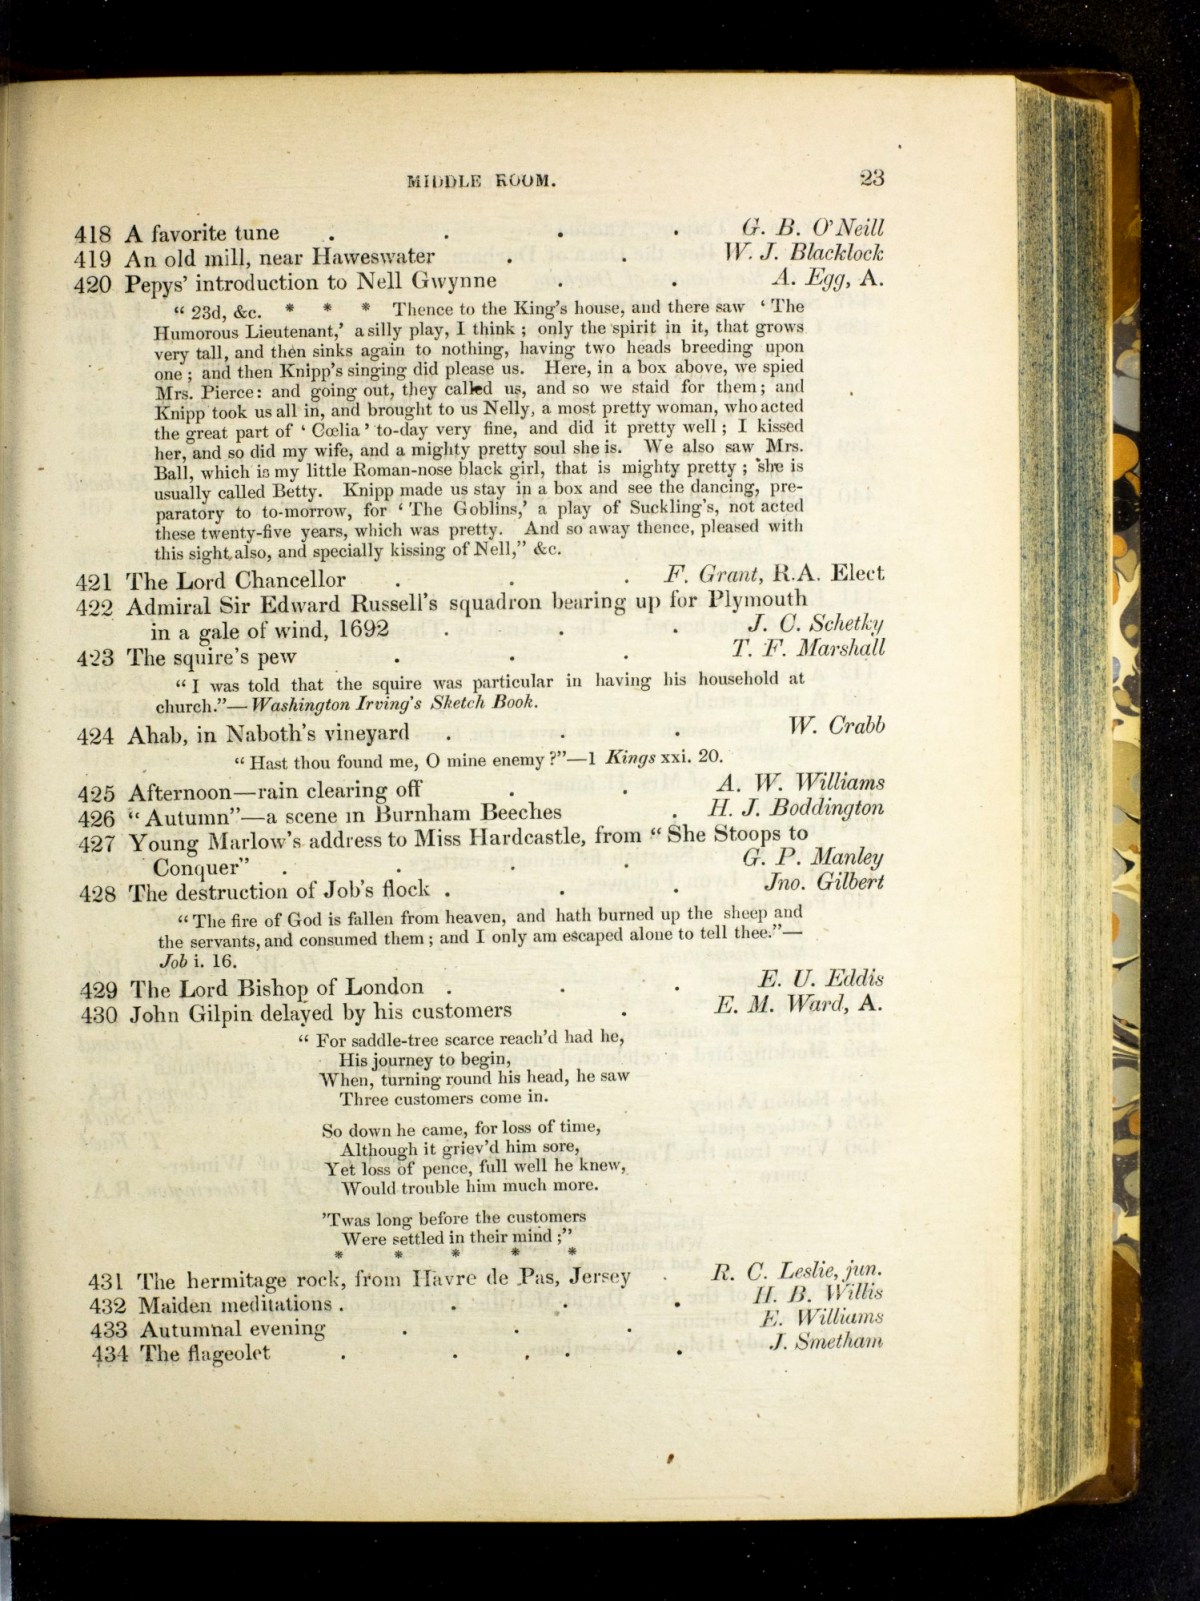 MIDDLE ROOM. 23
418 A favorite tune . . . . G. B. O'Neill
419 An old mill, near Haweswater . . W. J. Blacklock
420 Pepys' introduction to Nell Gwynne . . A. Egg, A.
" 23d, &c. * * * Thence to the King's house, and there saw ' The
Humorous Lieutenant,' a silly play, I think ; only the spirit in it, that grows
very tall, and then sinks again to nothing, having two heads breeding upon
one ; and then Knipp's singing did please us. Here, in a box above, we spied
Mrs. Pierce: and going out, they called us, and so we staid for them; and
Knipp took us all in, and brought to us Nelly, a most pretty woman, who acted
the great part of ' Cœlia ' to-day very fine, and did it pretty well ; I kissed
her, and so did my wife, and a mighty pretty soul she is. We also saw Mrs.
Ball, which is my little Roman-nose black girl, that is mighty pretty ; she is
usually called Betty. Knipp made us stay in a box and see the dancing, pre-
paratory to to-morrow, for ' The Goblins,' a play of Suckling's, not acted
these twenty-five years, which was pretty. And so away thence, pleased with
this sight also, and specially kissing of Nell," &c.
421 The Lord Chancellor . . . F. Grant, R.A. Elect
422 Admiral Sir Edward Russell's squadron bearing up for Plymouth
in a gale of wind, 1692 . . . J. C. Schetky
423 The squire's pew . . . T. F. Marshall
" I was told that the squire was particular in having his household at
church."—Washington Irving's Sketch Book.
424 Ahab, in Naboth's vineyard . . . W. Crabb
" Hast thou found me, O mine enemy ?"—1 Kings xxi. 20.
425 Afternoon—rain clearing off . . A. W. Williams
426 " Autumn"—a scene in Burnham Beeches . H. J. Boddington
427 Young Marlow's address to Miss Hardcastle, from " She Stoops to
Conquer" . . . . G. P. Manley
428 The destruction of Job's flock . . . Jno. Gilbert
" The fire of God is fallen from heaven, and hath burned up the sheep and
the servants, and consumed them ; and I only am escaped alone to tell thee."—
Job i. 16.
429 The Lord Bishop of London . . . E. U. Eddis
430 John Gilpin delayed by his customers . E. M. Ward, A.
" For saddle-tree scarce reach'd had he,
His journey to begin,
When, turning round his head, he saw
Three customers come in.
So down he came, for loss of time,
Although it griev'd him sore,
Yet loss of pence, full well he knew,
Would trouble him much more.
'Twas long before the customers
Were settled in their mind ;"
* * * * *
431 The hermitage rock, from Havre de Pas, Jersey . R. C. Leslie, jun.
432 Maiden meditations . . . . H. B. Willis
433 Autumnal evening . . . E. Williams
434 The flageolet . . . . . J. Smetham